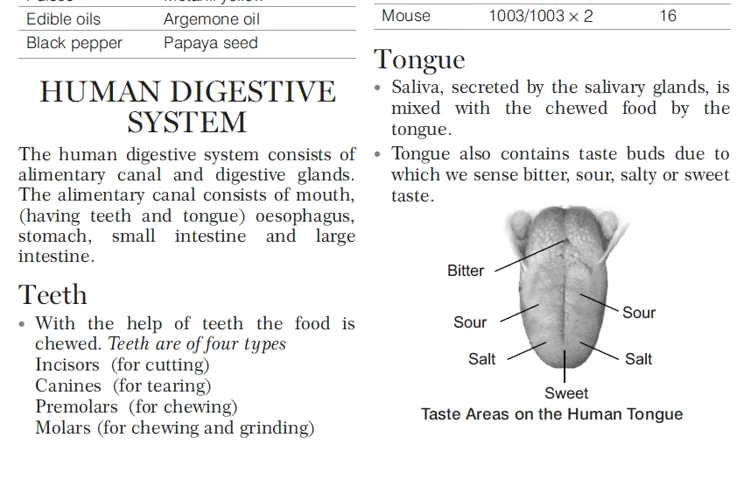 Edible oils Argemone oil
Black pepper Papaya seed
HUMAN DIGESTIVE
SYSTEM
The human digestive system consists of
alimentary canal and digestive glands.
The alimentary canal consists of mouth,
(having teeth and tongue) oesophagus,
stomach, small intestine and large
intestine.
Teeth
• With the help of teeth the food is
chewed. Teeth are of four types
Incisors (for cutting)
Canines (for tearing)
Premolars (for chewing)
Molars (for chewing and grinding)
Mouse 1003/1003 × 2 16
Tongue
• Saliva, secreted by the salivary glands, is
mixed with the chewed food by the
tongue.
• Tongue also contains taste buds due to
which we sense bitter, sour, salty or sweet
taste.
Bitter
Sour
Sour
Salt
Salt
Sweet
Taste Areas on the Human Tongue